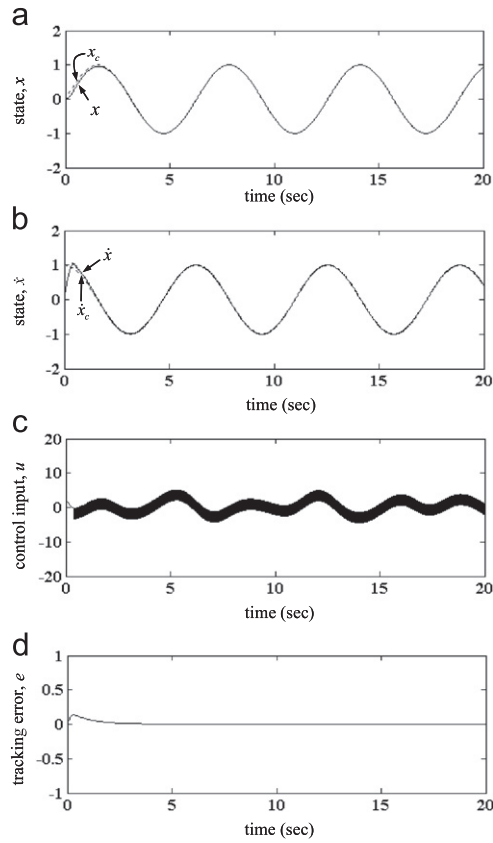 a
2
1
0
-1
-2
state, x
x_c
x
0
5
10
15
20
time (sec)
b
2
1
0
-1
-2
state, ẋ
ẋ
ẋ_c
0
5
10
15
20
time (sec)
c
20
10
0
-10
-20
control input, u
0
5
10
15
20
time (sec)
d
1
0.5
0
-0.5
-1
tracking error, e
0
5
10
15
20
time (sec)